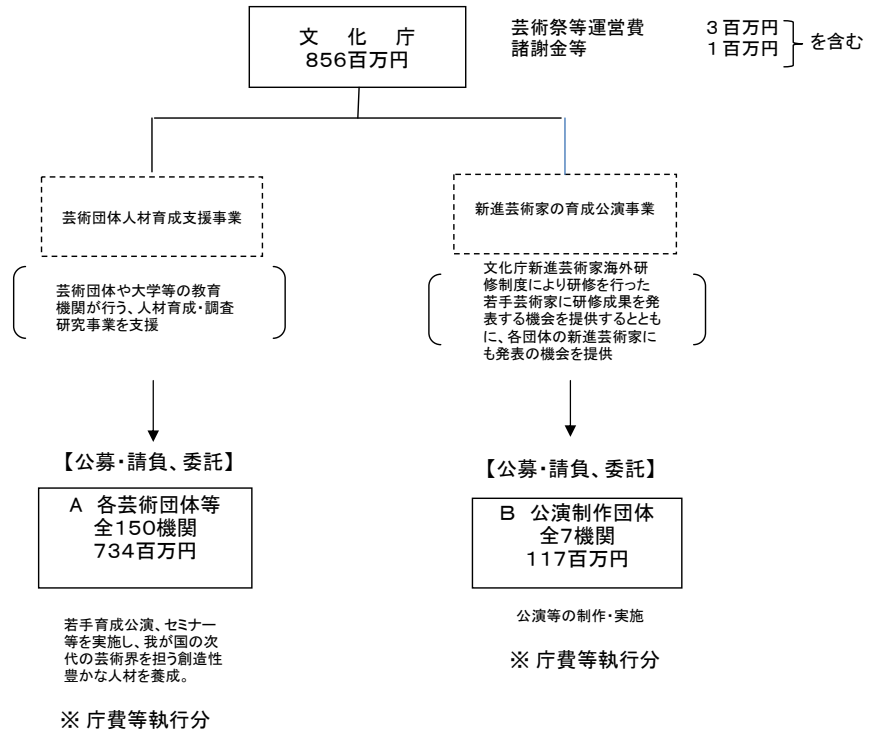 文 化 庁
856百万円
芸術祭等運営費 3百万円
諸謝金等 1百万円
を含む
芸術団体人材育成支援事業
芸術団体や大学等の教育
機関が行う、人材育成・調査
研究事業を支援
【公募・請負、委託】
A 各芸術団体等
全150機関
734百万円
若手育成公演、セミナー
等を実施し、我が国の次
代の芸術界を担う創造性
豊かな人材を養成。
※ 庁費等執行分
新進芸術家の育成公演事業
文化庁新進芸術家海外研
修制度により研修を行った
若手芸術家に研修成果を発
表する機会を提供するととも
に、各団体の新進芸術家に
も発表の機会を提供
【公募・請負、委託】
B 公演制作団体
全7機関
117百万円
公演等の制作・実施
※ 庁費等執行分